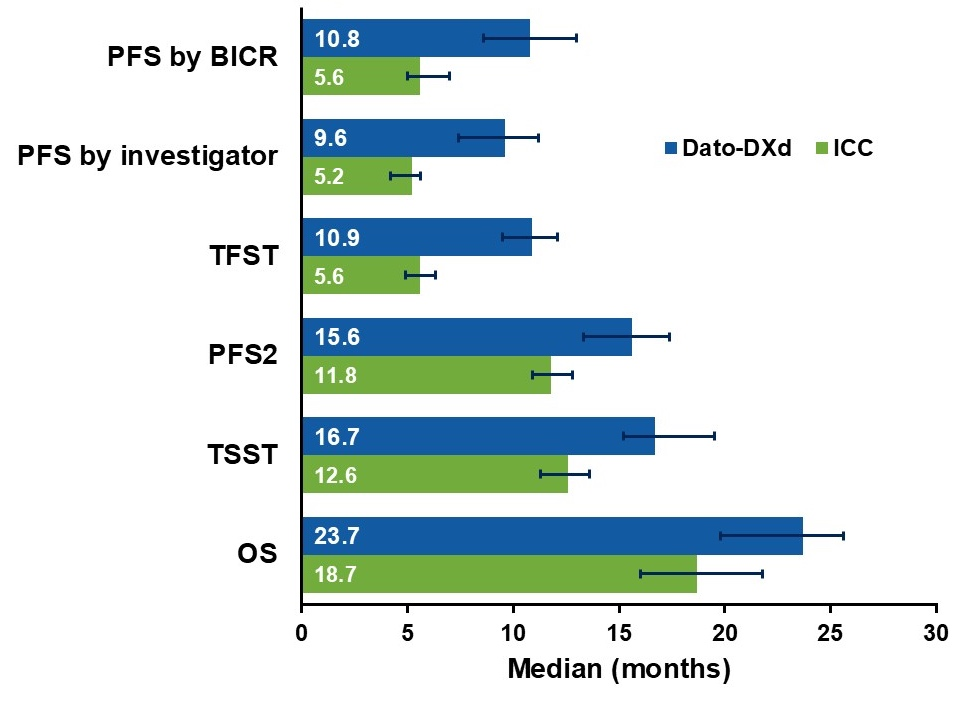 PFS by BICR
10.8
5.6
PFS by investigator
9.6
5.2
Dato-DXd ICC
TFST
10.9
5.6
PFS2
15.6
11.8
TSST
16.7
12.6
OS
23.7
18.7
0 5 10 15 20 25 30
Median (months)